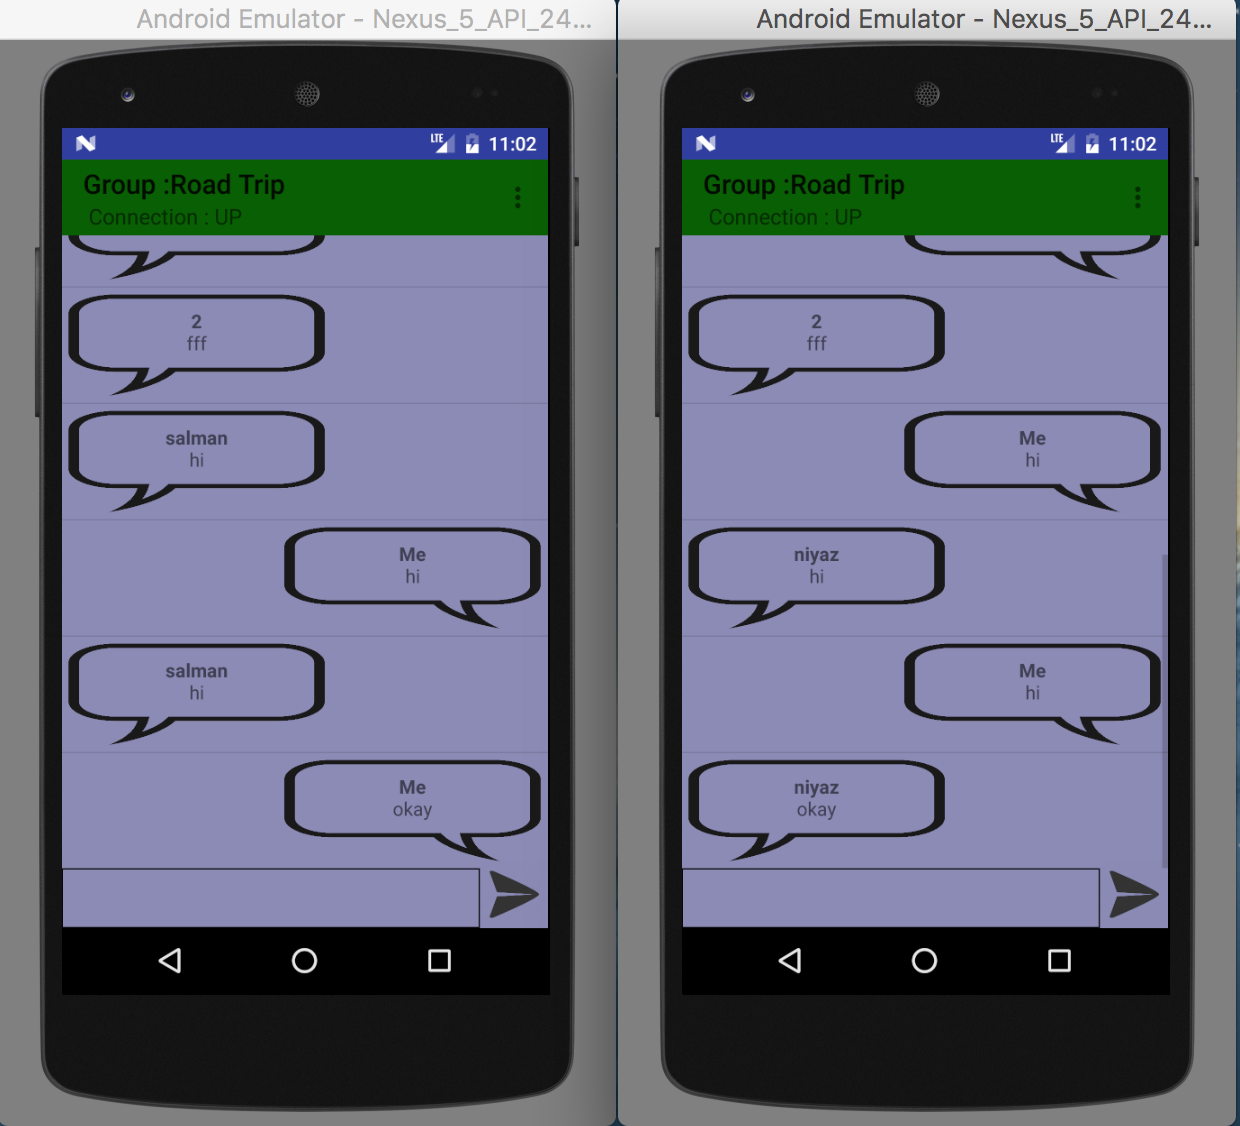 Android Emulator - Nexus_5_API_24...
LTE 11:02
Group :Road Trip
Connection : UP
2
fff
salman
hi
Me
hi
salman
hi
Me
okay
Android Emulator - Nexus_5_API_24...
LTE 11:02
Group :Road Trip
Connection : UP
2
fff
Me
hi
niyaz
hi
Me
hi
niyaz
okay